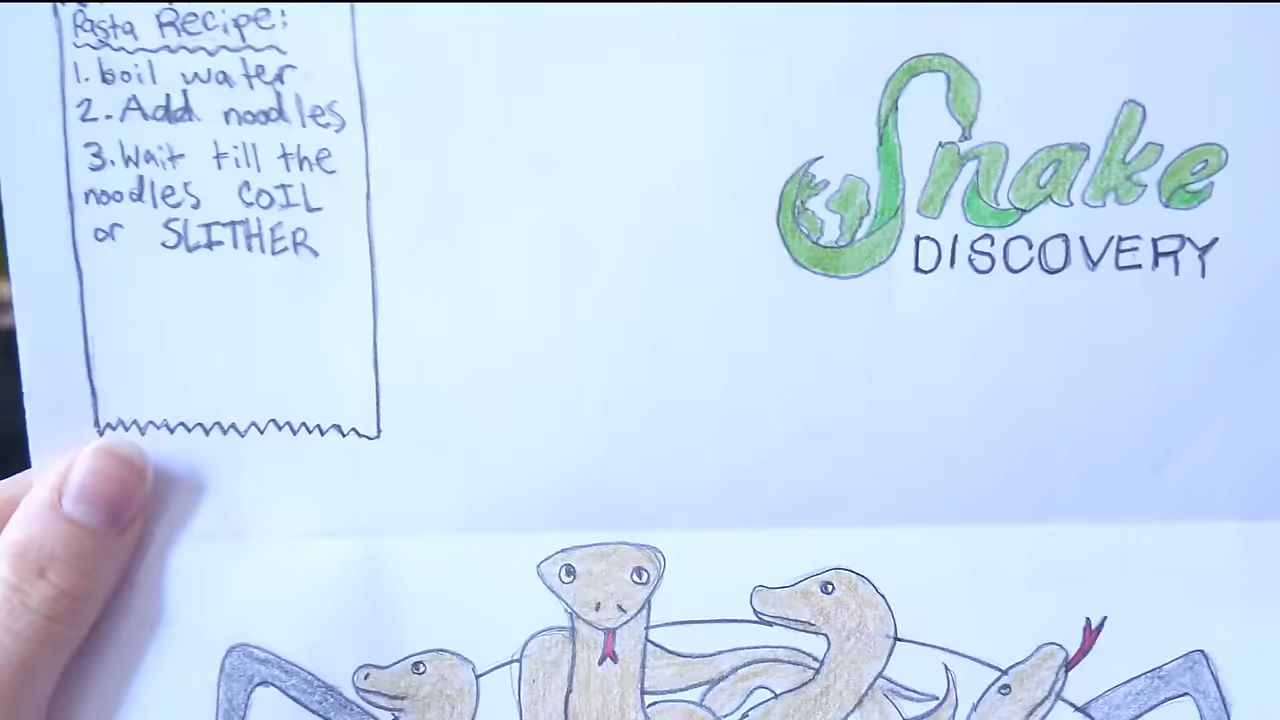 Pasta Recipe:
1. boil water
2. Add noodles
3. Wait till the
noodles COIL
or SLITHER
Snake
DISCOVERY